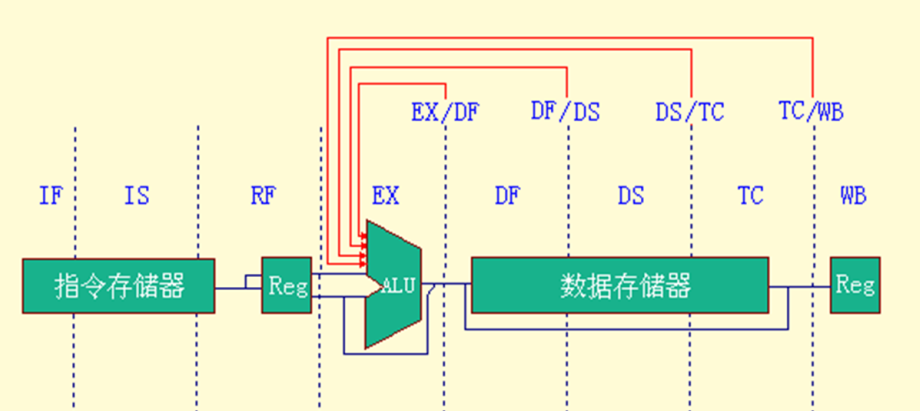 EX/DF
DF/DS
DS/TC
TC/WB
IF
IS
RF
EX
DF
DS
TC
WB
指令存储器
Reg
ALU
数据存储器
Reg